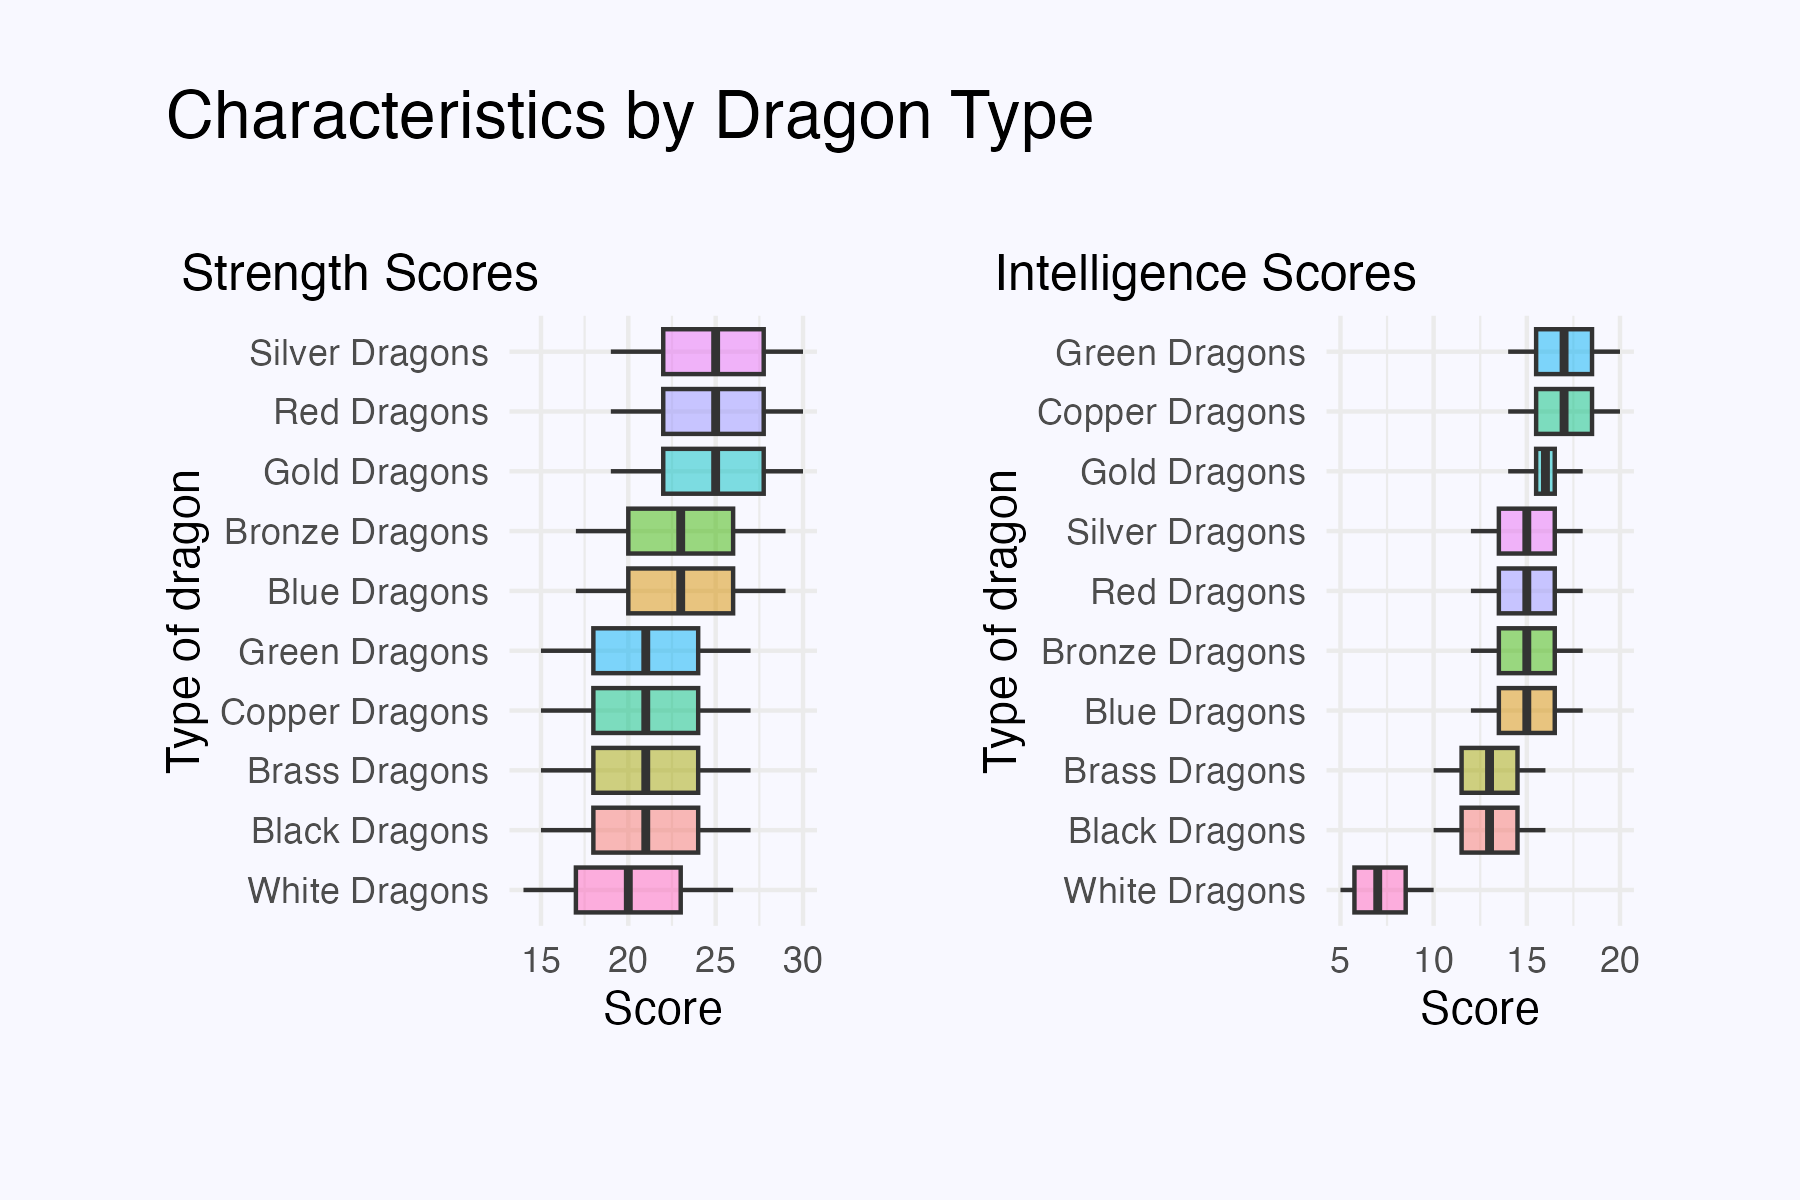 Characteristics by Dragon Type
Strength Scores
Type of dragon
Silver Dragons
Red Dragons
Gold Dragons
Bronze Dragons
Blue Dragons
Green Dragons
Copper Dragons
Brass Dragons
Black Dragons
White Dragons
15 20 25 30
Score
Intelligence Scores
Type of dragon
Green Dragons
Copper Dragons
Gold Dragons
Silver Dragons
Red Dragons
Bronze Dragons
Blue Dragons
Brass Dragons
Black Dragons
White Dragons
5 10 15 20
Score